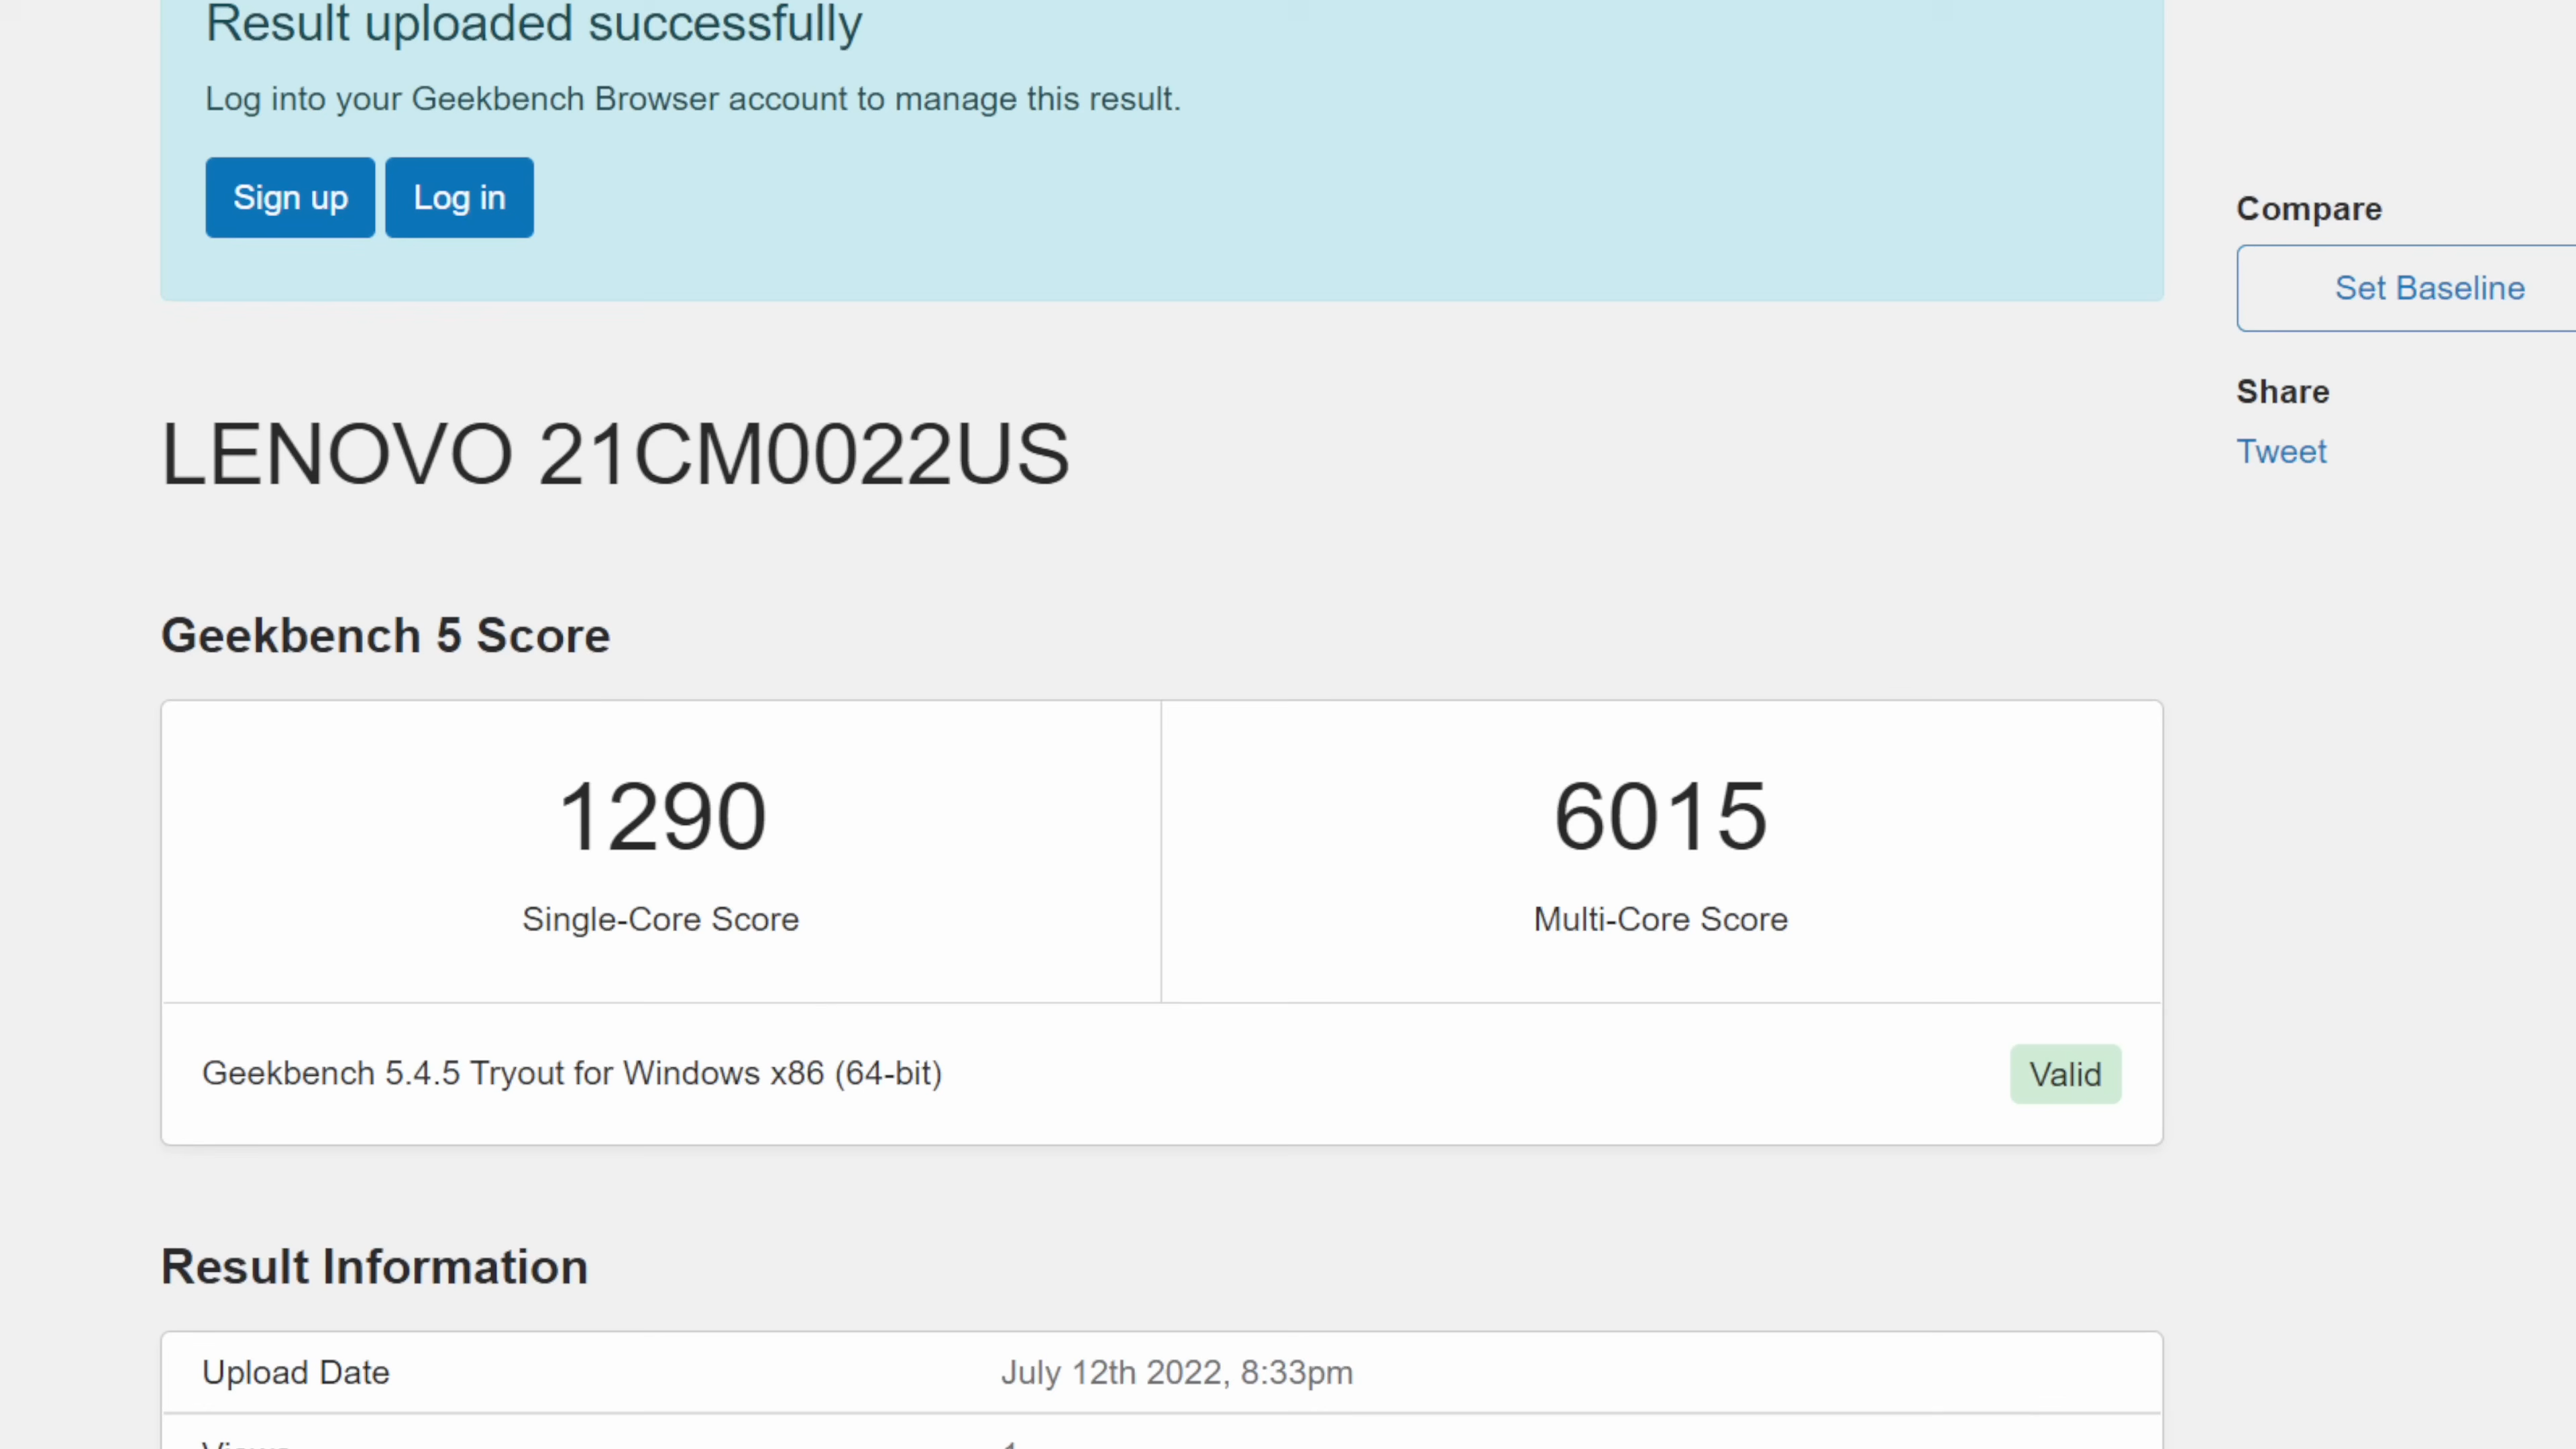 Result uploaded successfully
Log into your Geekbench Browser account to manage this result.
Sign up Log in
Compare
Set Baseline
Share
Tweet
LENOVO 21CM0022US
Geekbench 5 Score
1290 6015
Single-Core Score Multi-Core Score
Geekbench 5.4.5 Tryout for Windows x86 (64-bit) Valid
Result Information
Upload Date July 12th 2022, 8:33pm